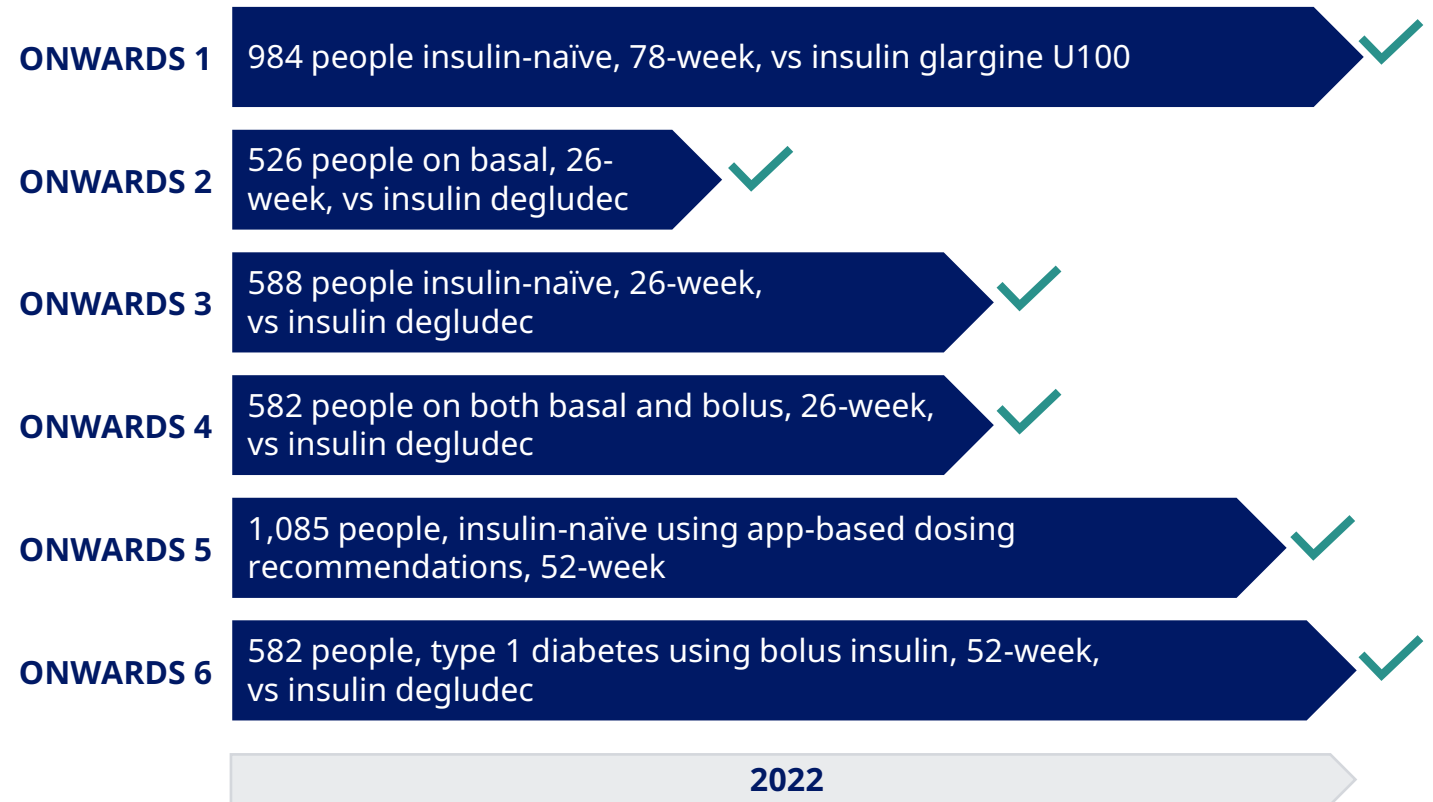 ONWARDS 1
984 people insulin-naïve, 78-week, vs insulin glargine U100
ONWARDS 2
526 people on basal, 26-
week, vs insulin degludec
ONWARDS 3
588 people insulin-naïve, 26-week,
vs insulin degludec
ONWARDS 4
582 people on both basal and bolus, 26-week,
vs insulin degludec
ONWARDS 5
1,085 people, insulin-naïve using app-based dosing
recommendations, 52-week
ONWARDS 6
582 people, type 1 diabetes using bolus insulin, 52-week,
vs insulin degludec
2022